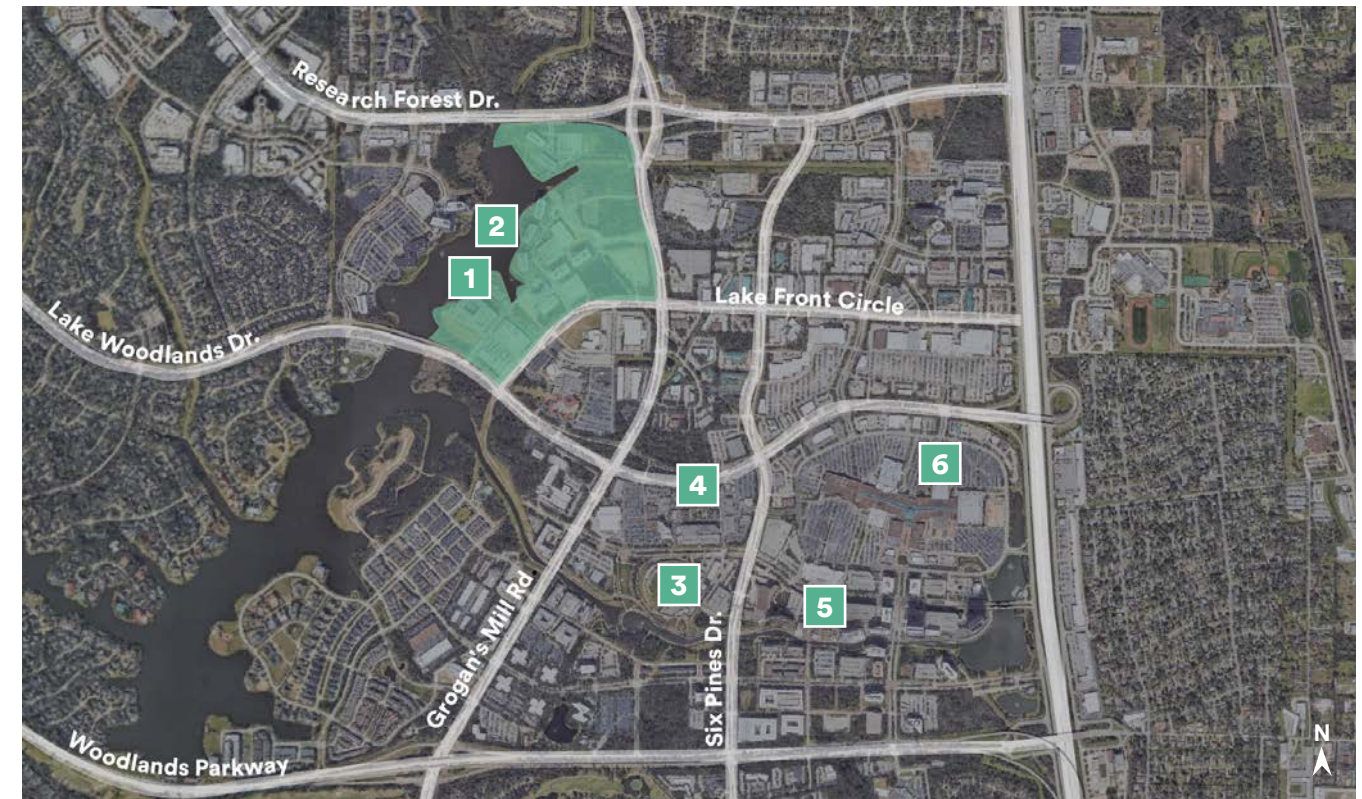 Research Forest Dr.
2
1
Lake Front Circle
Lake Woodlands Dr.
6
4
3
5
Grogan's Mill Rd.
Six Pines Dr.
N
Woodlands Parkway